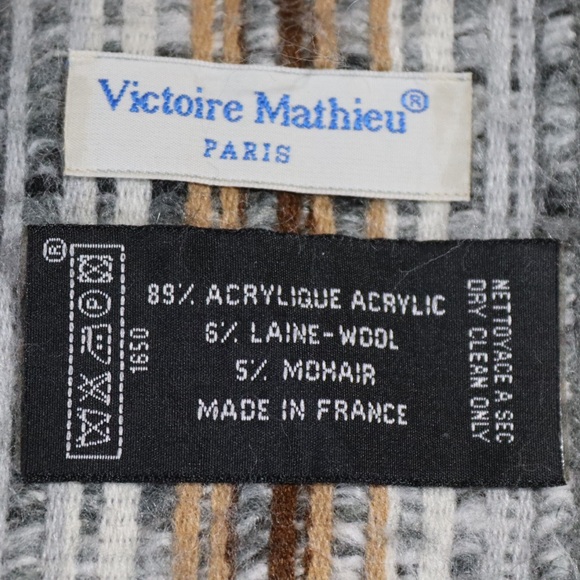 Victoire Mathieu®
PARIS
®
P
1650
89% ACRYLIQUE ACRYLIC
6% LAINE-WOOL
5% MOHAIR
MADE IN FRANCE
NETTOYAGE A SEC
DRY CLEAN ONLY